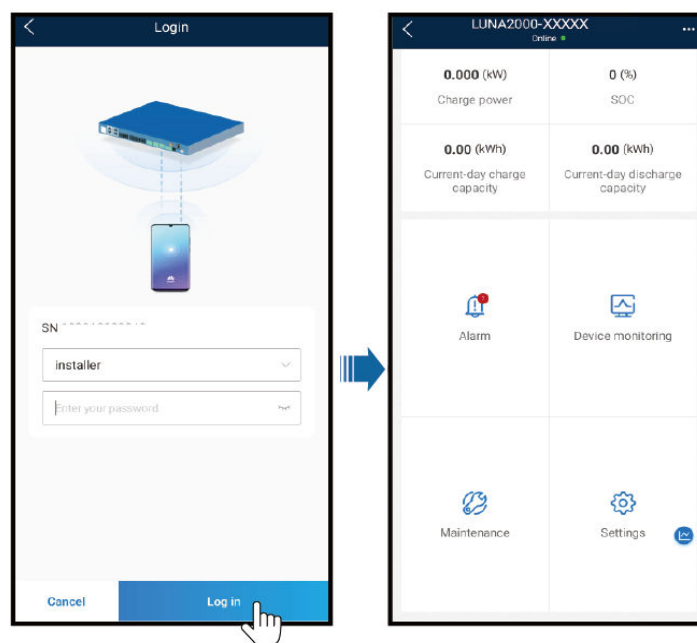 Login
SN
installer
Enter your password
Cancel
Log in
LUNA2000-XXXXX
Online
0.000 (kW)
Charge power
0 (%)
SOC
0.00 (kWh)
Current-day charge
capacity
0.00 (kWh)
Current-day discharge
capacity
Alarm
Device monitoring
Maintenance
Settings